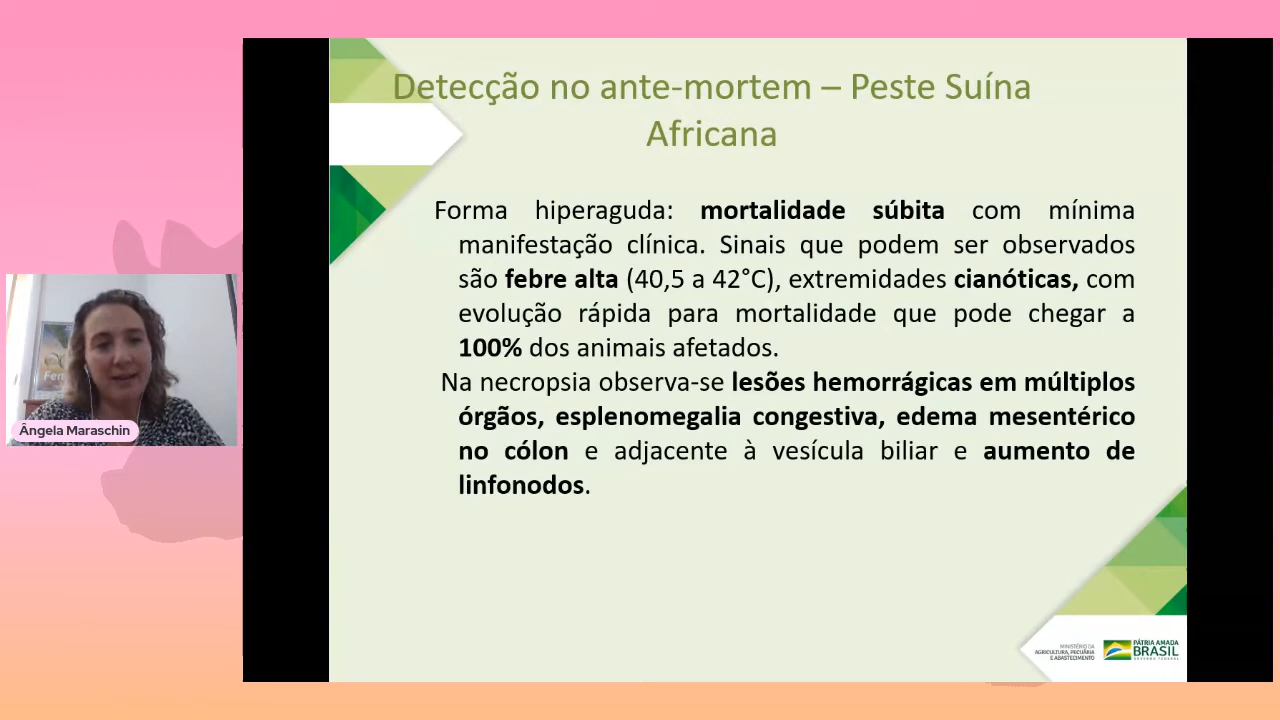 Detecção no ante-mortem – Peste Suína
Africana
Forma hiperaguda: mortalidade súbita com mínima
manifestação clínica. Sinais que podem ser observados
são febre alta (40,5 a 42°C), extremidades cianóticas, com
evolução rápida para mortalidade que pode chegar a
100% dos animais afetados.
Na necropsia observa-se lesões hemorrágicas em múltiplos
órgãos, esplenomegalia congestiva, edema mesentérico
no cólon e adjacente à vesícula biliar e aumento de
linfonodos.
Ângela Maraschin
MINISTÉRIO DA
AGRICULTURA, PECUÁRIA
E ABASTECIMENTO
PÁTRIA AMADA
BRASIL
GOVERNO FEDERAL